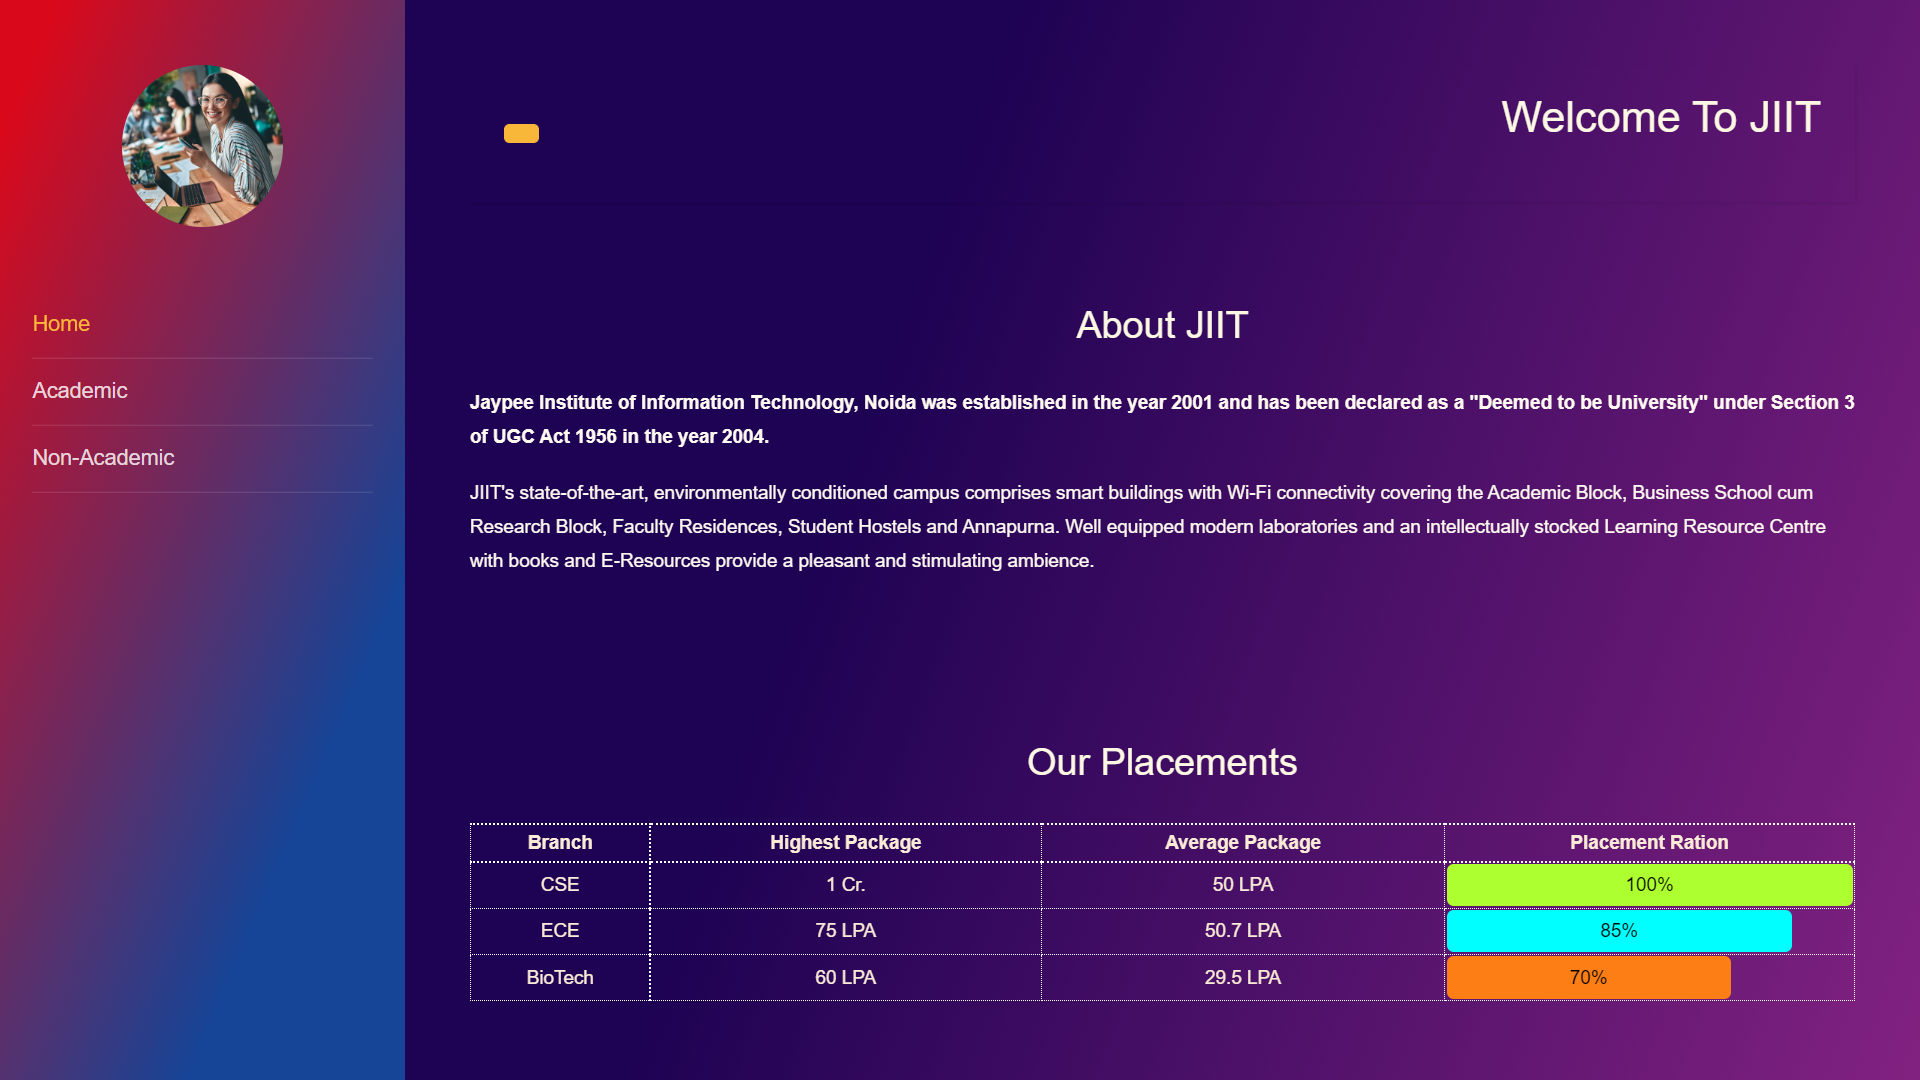 Welcome To JIIT
Home
Academic
Non-Academic
About JIIT
Jaypee Institute of Information Technology, Noida was established in the year 2001 and has been declared as a "Deemed to be University" under Section 3
of UGC Act 1956 in the year 2004.
JIIT's state-of-the-art, environmentally conditioned campus comprises smart buildings with Wi-Fi connectivity covering the Academic Block, Business School cum
Research Block, Faculty Residences, Student Hostels and Annapurna. Well equipped modern laboratories and an intellectually stocked Learning Resource Centre
with books and E-Resources provide a pleasant and stimulating ambience.
Our Placements
Branch Highest Package Average Package Placement Ration
CSE 1 Cr. 50 LPA 100%
ECE 75 LPA 50.7 LPA 85%
BioTech 60 LPA 29.5 LPA 70%